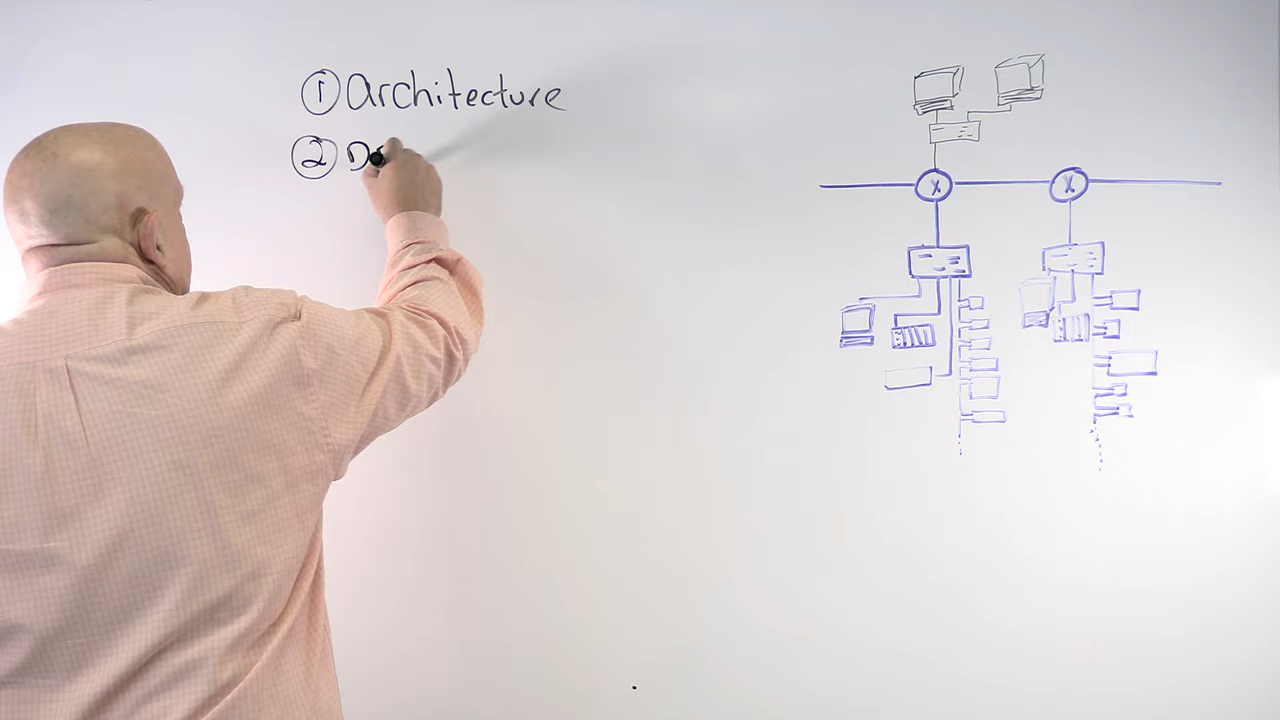 ① Architecture
② D
X X